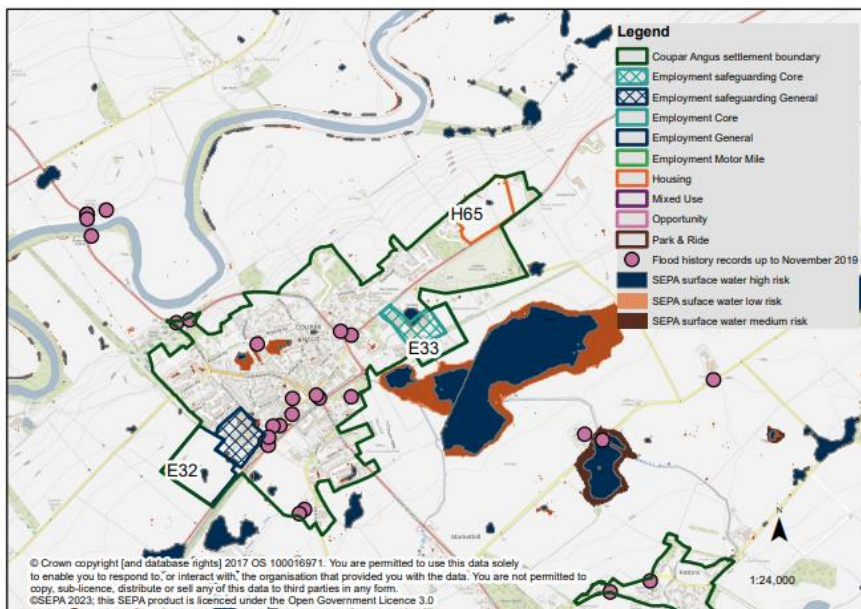 Legend
Coupar Angus settlement boundary
Employment safeguarding Core
Employment safeguarding General
Employment Core
Employment General
Employment Motor Mile
Housing
Mixed Use
Opportunity
Park & Ride
Flood history records up to November 2019
SEPA surface water high risk
SEPA suface water low risk
SEPA surface water medium risk
H65
COUPAR
ANGUS
E33
E32
Markethill
Kettins
N
1:24,000
© Crown copyright [and database rights] 2017 OS 100016971. You are permitted to use this data solely
to enable you to respond to, or interact with, the organisation that provided you with the data. You are not permitted to
copy, sub-licence, distribute or sell any of this data to third parties in any form.
©SEPA 2023; this SEPA product is licenced under the Open Government Licence 3.0